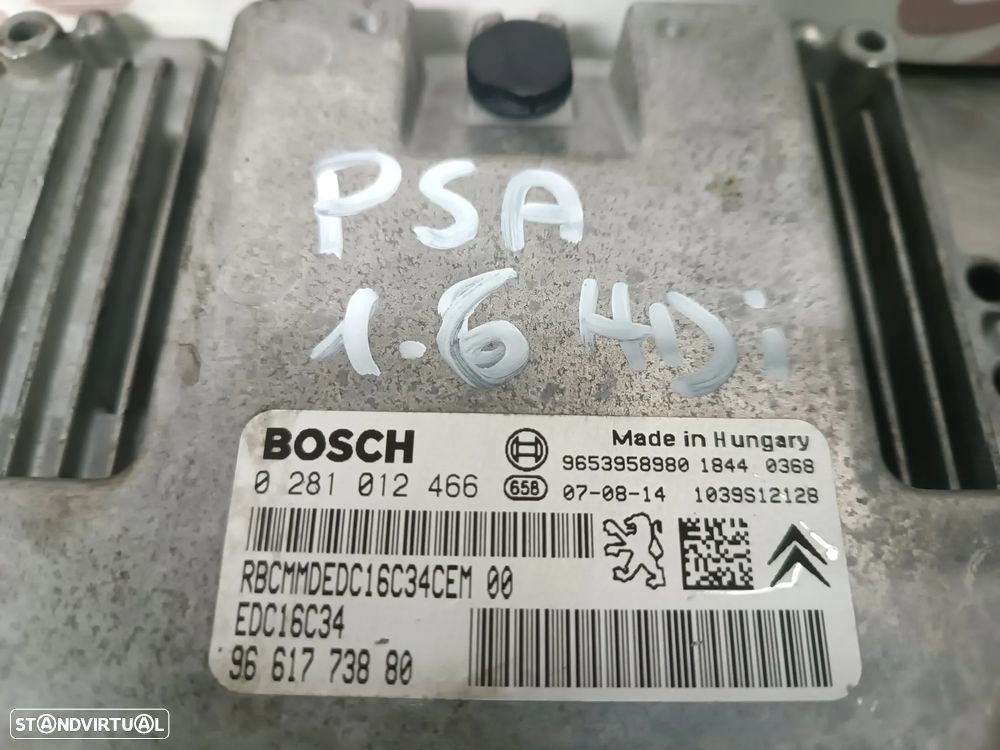 PSA
1.6 HDi
BOSCH
Made in Hungary
9653958980 1844 0368
0 281 012 466
658
07-08-14 1039S12128
RBCMMDEDC16C34CEM 00
EDC16C34
96 617 738 80
STANDVIRTUAL